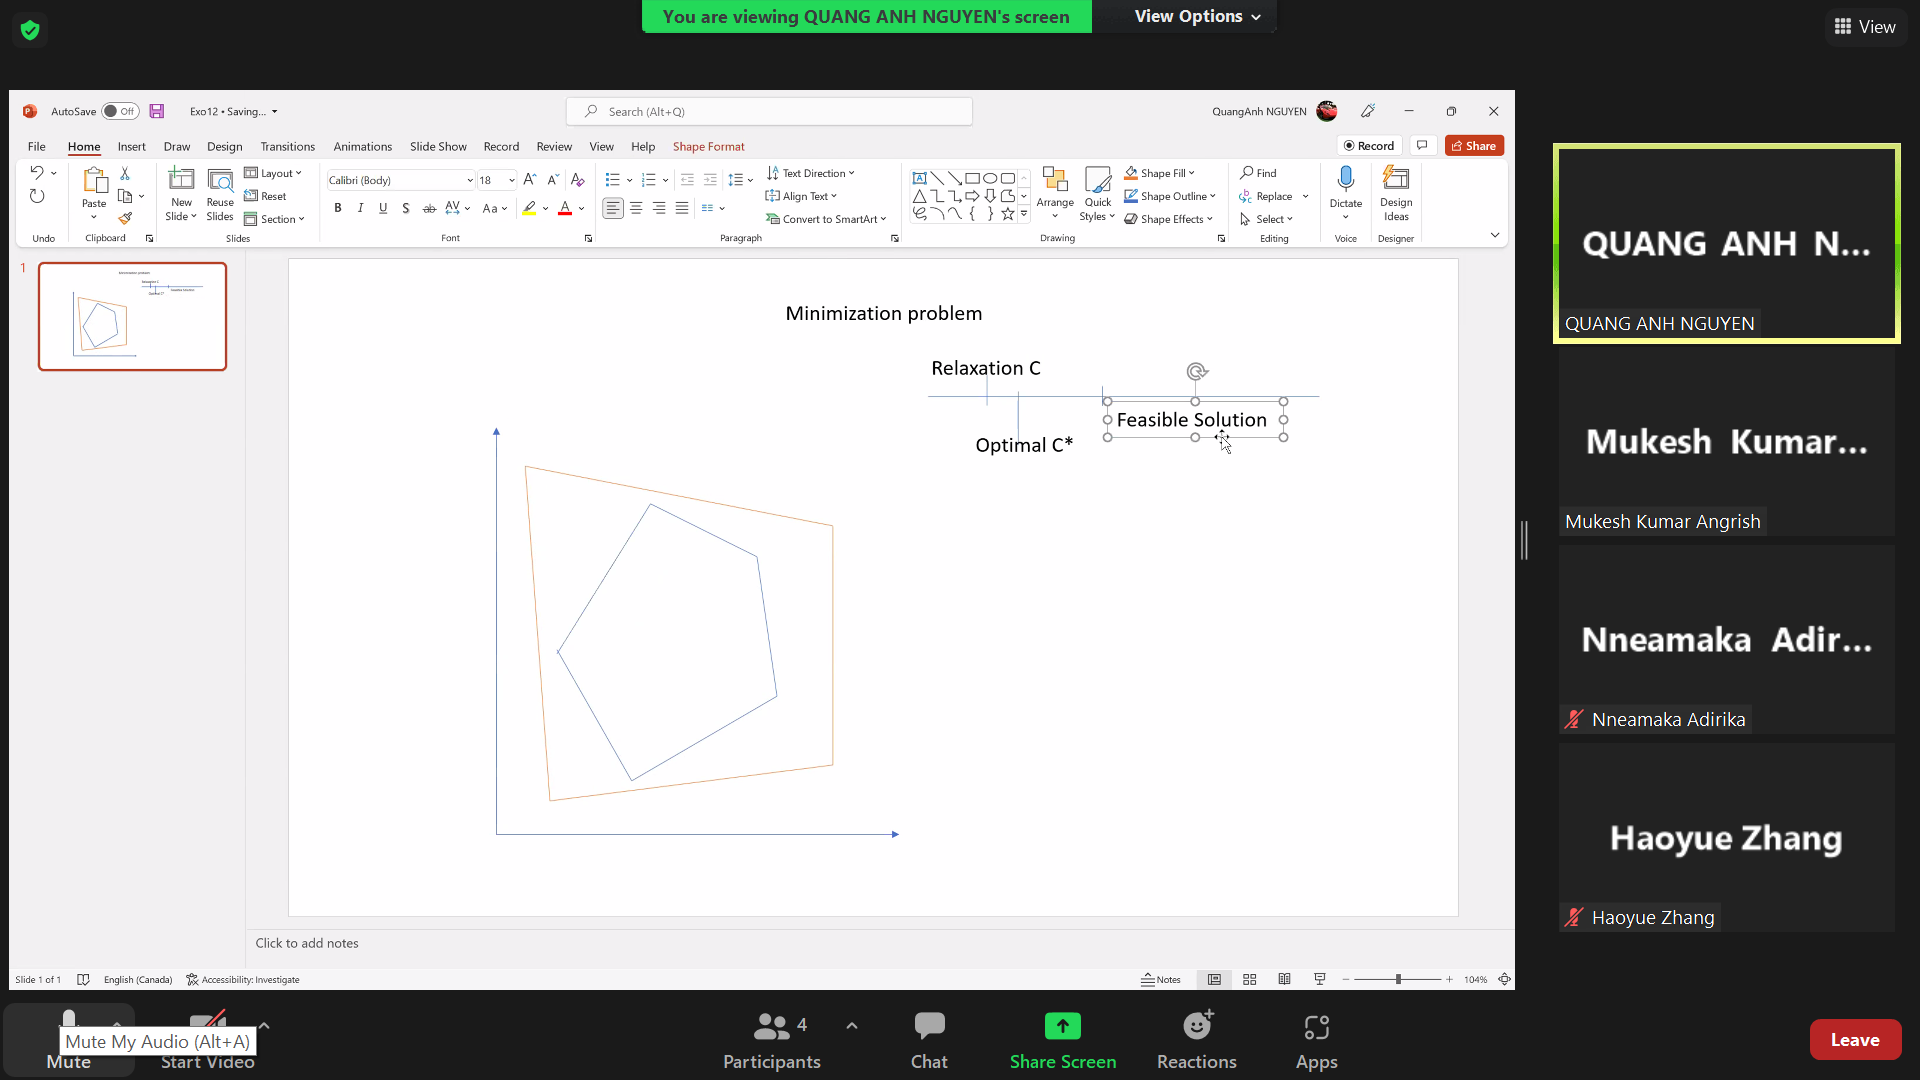 You are viewing QUANG ANH NGUYEN's screen
View Options
View
AutoSave Off
Exo12 • Saving...
Search (Alt+Q)
QuangAnh NGUYEN
File Home Insert Draw Design Transitions Animations Slide Show Record Review View Help Shape Format
Record
Share
Paste
New Slide
Reuse Slides
Layout
Reset
Section
Calibri (Body) 18
B I U S ab AV Aa A
Text Direction
Align Text
Convert to SmartArt
Arrange
Quick Styles
Shape Fill
Shape Outline
Shape Effects
Find
Replace
Select
Dictate
Design Ideas
Undo Clipboard Slides Font Paragraph Drawing Editing Voice Designer
1
Minimization problem
Relaxation C
Feasible Solution
Optimal C*
Click to add notes
Slide 1 of 1 English (Canada) Accessibility: Investigate
Notes
104%
QUANG ANH N...
QUANG ANH NGUYEN
Mukesh Kumar...
Mukesh Kumar Angrish
Nneamaka Adir...
Nneamaka Adirika
Haoyue Zhang
Haoyue Zhang
Mute My Audio (Alt+A)
Mute
Start Video
4
Participants
Chat
Share Screen
Reactions
Apps
Leave